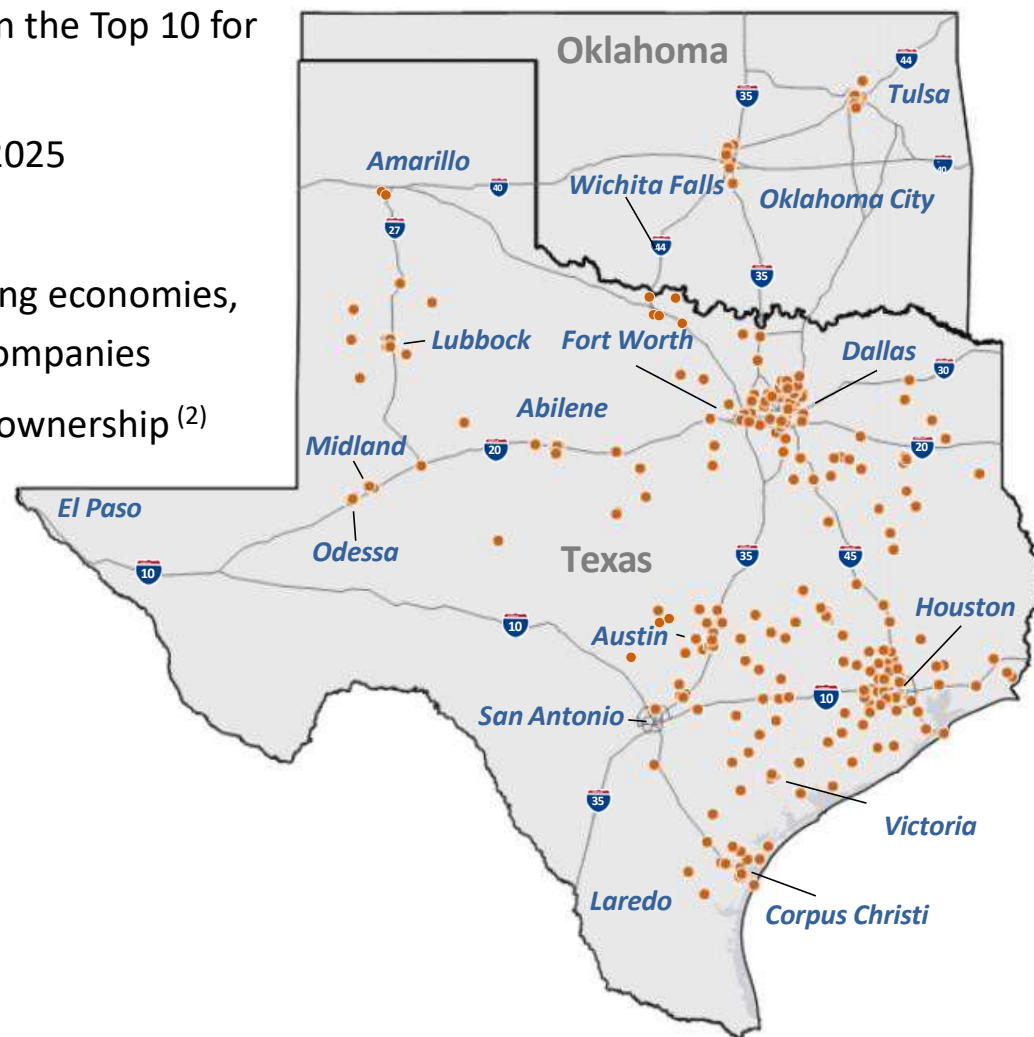 n the Top 10 for
2025
ng economies,
ompanies
ownership (2)
Oklahoma
44
35
Tulsa
Amarillo
40
Wichita Falls
40
Oklahoma City
27
44
35
Lubbock
Fort Worth
Dallas
30
Abilene
Midland
20
20
El Paso
Odessa
Texas
35
45
10
Houston
10
Austin
10
San Antonio
35
Victoria
Laredo
Corpus Christi